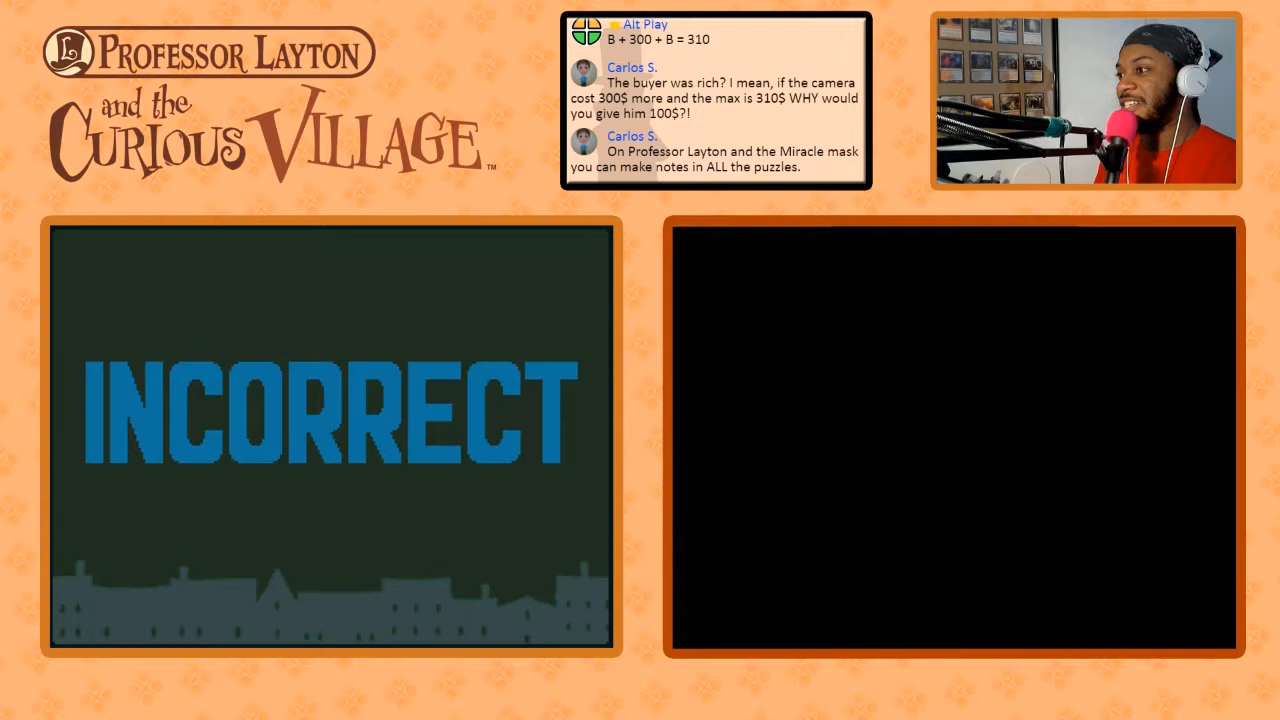 L PROFESSOR LAYTON
and the
CURIOUS VILLAGE™
Alt Play
B + 300 + B = 310
Carlos S.
The buyer was rich? I mean, if the camera
cost 300$ more and the max is 310$ WHY would
you give him 100$?!
Carlos S.
On Professor Layton and the Miracle mask
you can make notes in ALL the puzzles.
INCORRECT